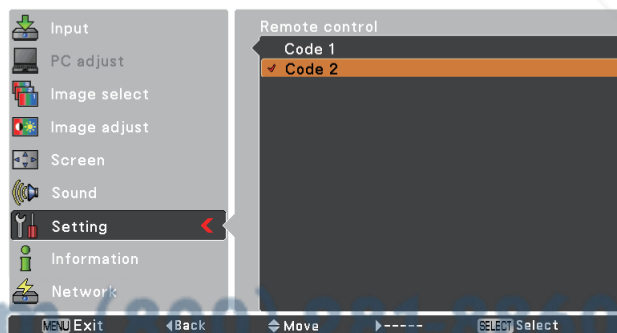 Input
PC adjust
Image select
Image adjust
Screen
Sound
Setting
Information
Network
Remote control
Code 1
Code 2
MENU Exit Back Move ----- SELECT Select